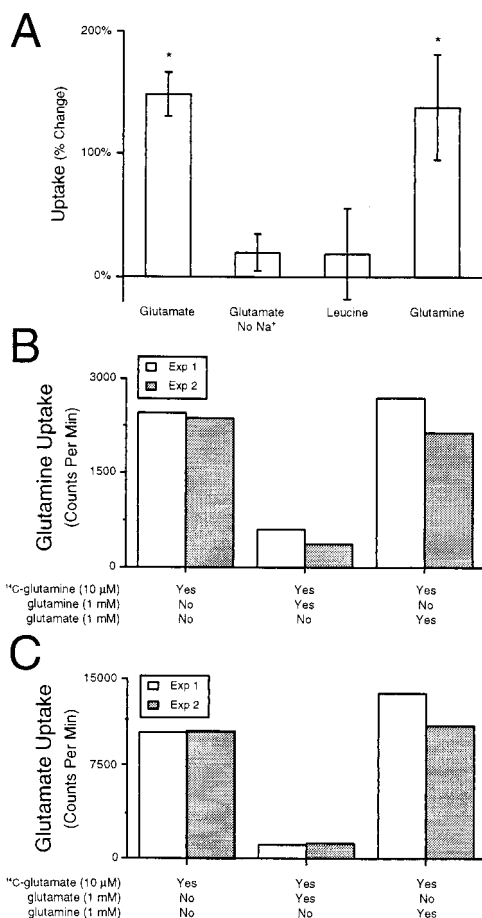 A
200%
*
*
Uptake (% Change)
100%
0%
Glutamate
Glutamate
No Na⁺
Leucine
Glutamine
B
Exp 1
Exp 2
3000
Glutamine Uptake
(Counts Per Min)
1500
0
¹⁴C-glutamine (10 µM) Yes Yes Yes
glutamine (1 mM) No Yes No
glutamate (1 mM) No No Yes
C
15000
Exp 1
Exp 2
Glutamate Uptake
(Counts Per Min)
7500
0
¹⁴C-glutamate (10 µM) Yes Yes Yes
glutamate (1 mM) No Yes No
glutamine (1 mM) No No Yes